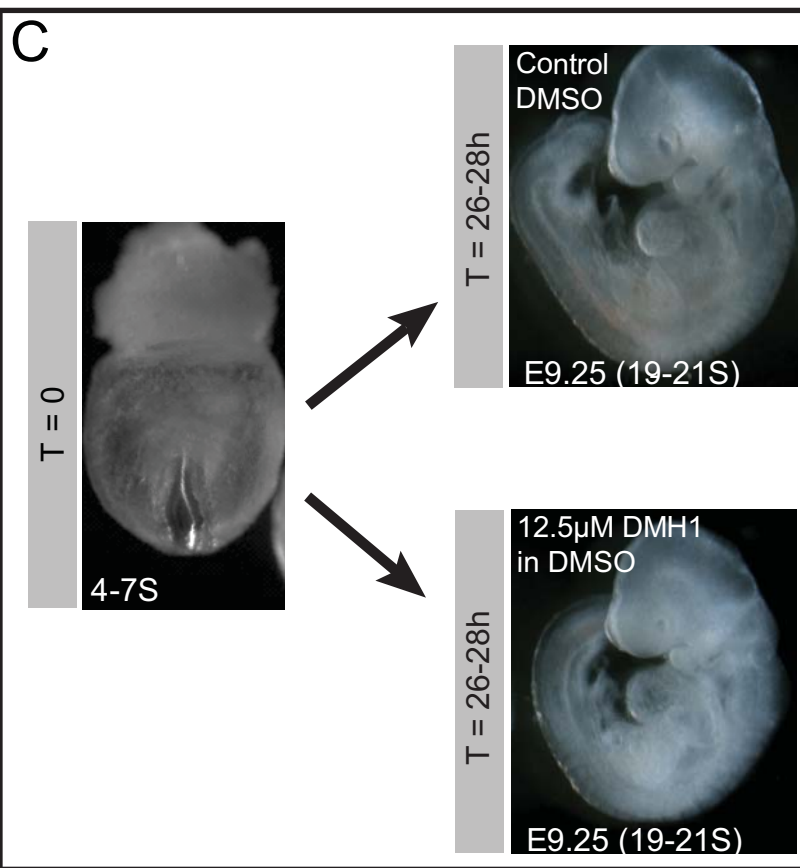 C
T = 0
4-7S
T = 26-28h
Control
DMSO
E9.25 (19-21S)
T = 26-28h
12.5µM DMH1
in DMSO
E9.25 (19-21S)